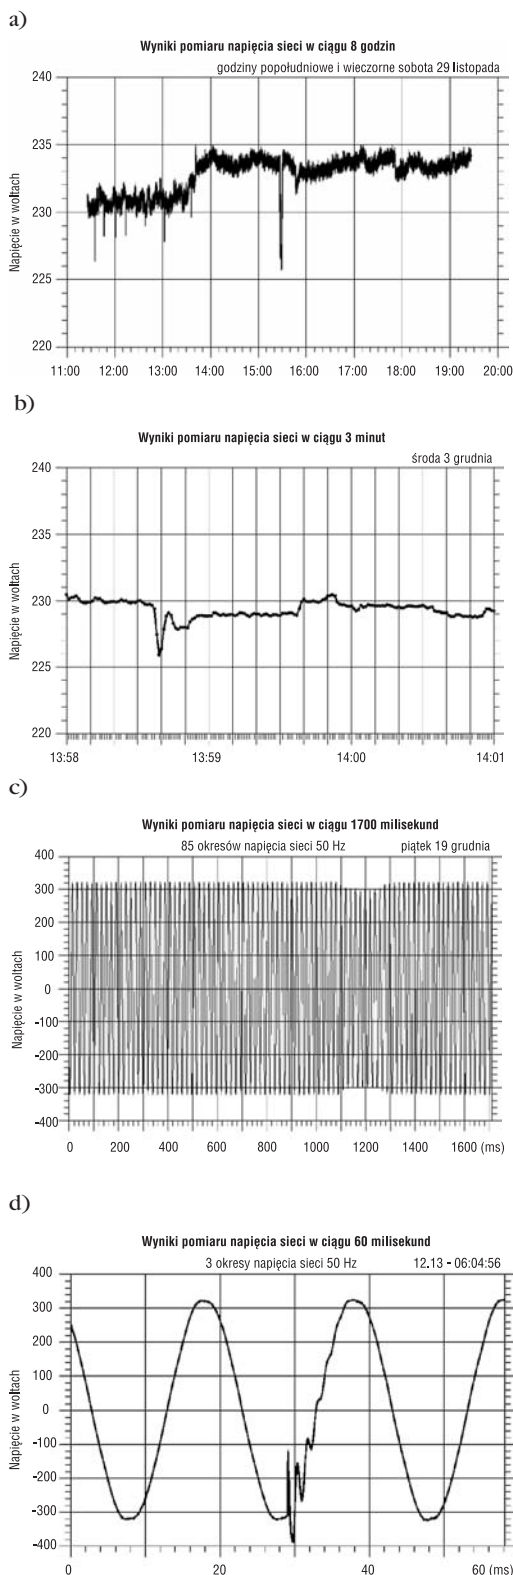 a)
Wyniki pomiaru napięcia sieci w ciągu 8 godzin
godziny popołudniowe i wieczorne sobota 29 listopada
240
235
230
225
220
Napięcie w woltach
11:00 12:00 13:00 14:00 15:00 16:00 17:00 18:00 19:00 20:00
b)
Wyniki pomiaru napięcia sieci w ciągu 3 minut
środa 3 grudnia
240
235
230
225
220
Napięcie w woltach
13:58 13:59 14:00 14:01
c)
Wyniki pomiaru napięcia sieci w ciągu 1700 milisekund
85 okresów napięcia sieci 50 Hz piątek 19 grudnia
400
300
200
100
0
-100
-200
-300
-400
Napięcie w woltach
0 200 400 600 800 1000 1200 1400 1600 (ms)
d)
Wyniki pomiaru napięcia sieci w ciągu 60 milisekund
3 okresy napięcia sieci 50 Hz 12.13 - 06:04:56
400
300
200
100
0
-100
-200
-300
-400
Napięcie w woltach
0 20 40 60 (ms)